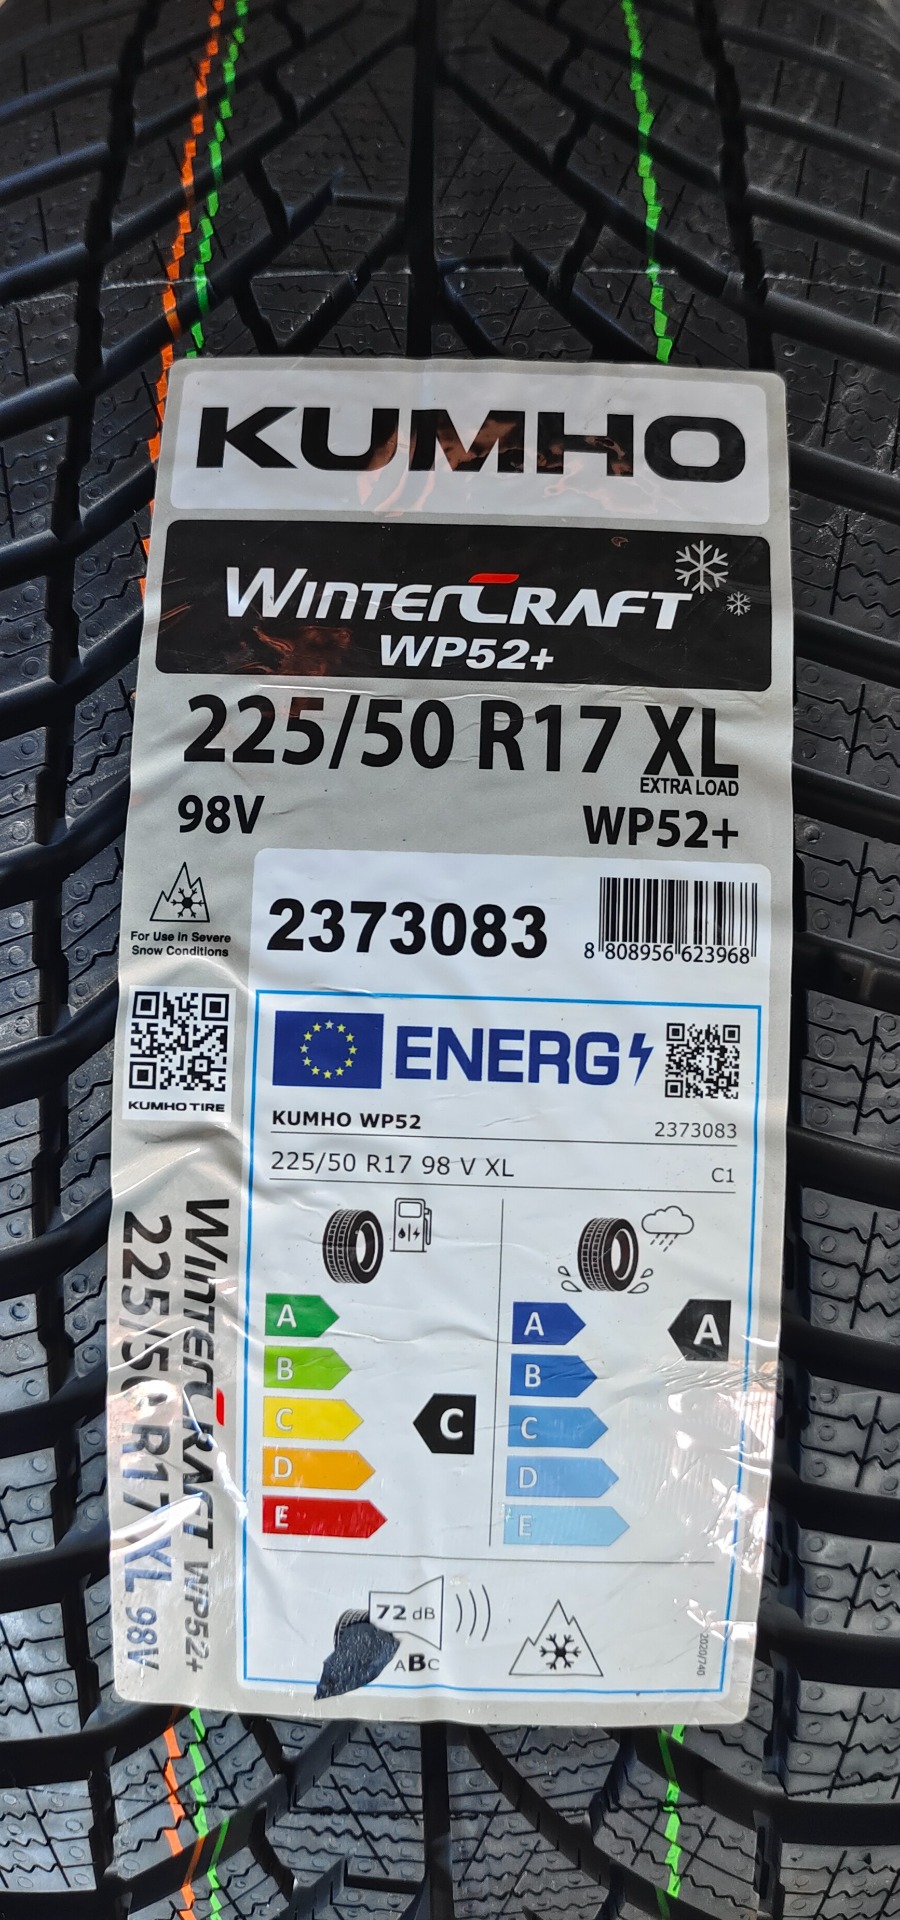 KUMHO
WINTERCRAFT
WP52+
225/50 R17 XL
EXTRA LOAD
98V
WP52+
For Use in Severe
Snow Conditions
2373083
8 808956 623968
KUMHO TIRE
ENERG
KUMHO WP52
2373083
225/50 R17 98 V XL
C1
A
B
C
D
E
C
A
B
C
D
E
A
72 dB
ABC
2020/740
WINTERCRAFT WP52+
225/50 R17 XL 98V